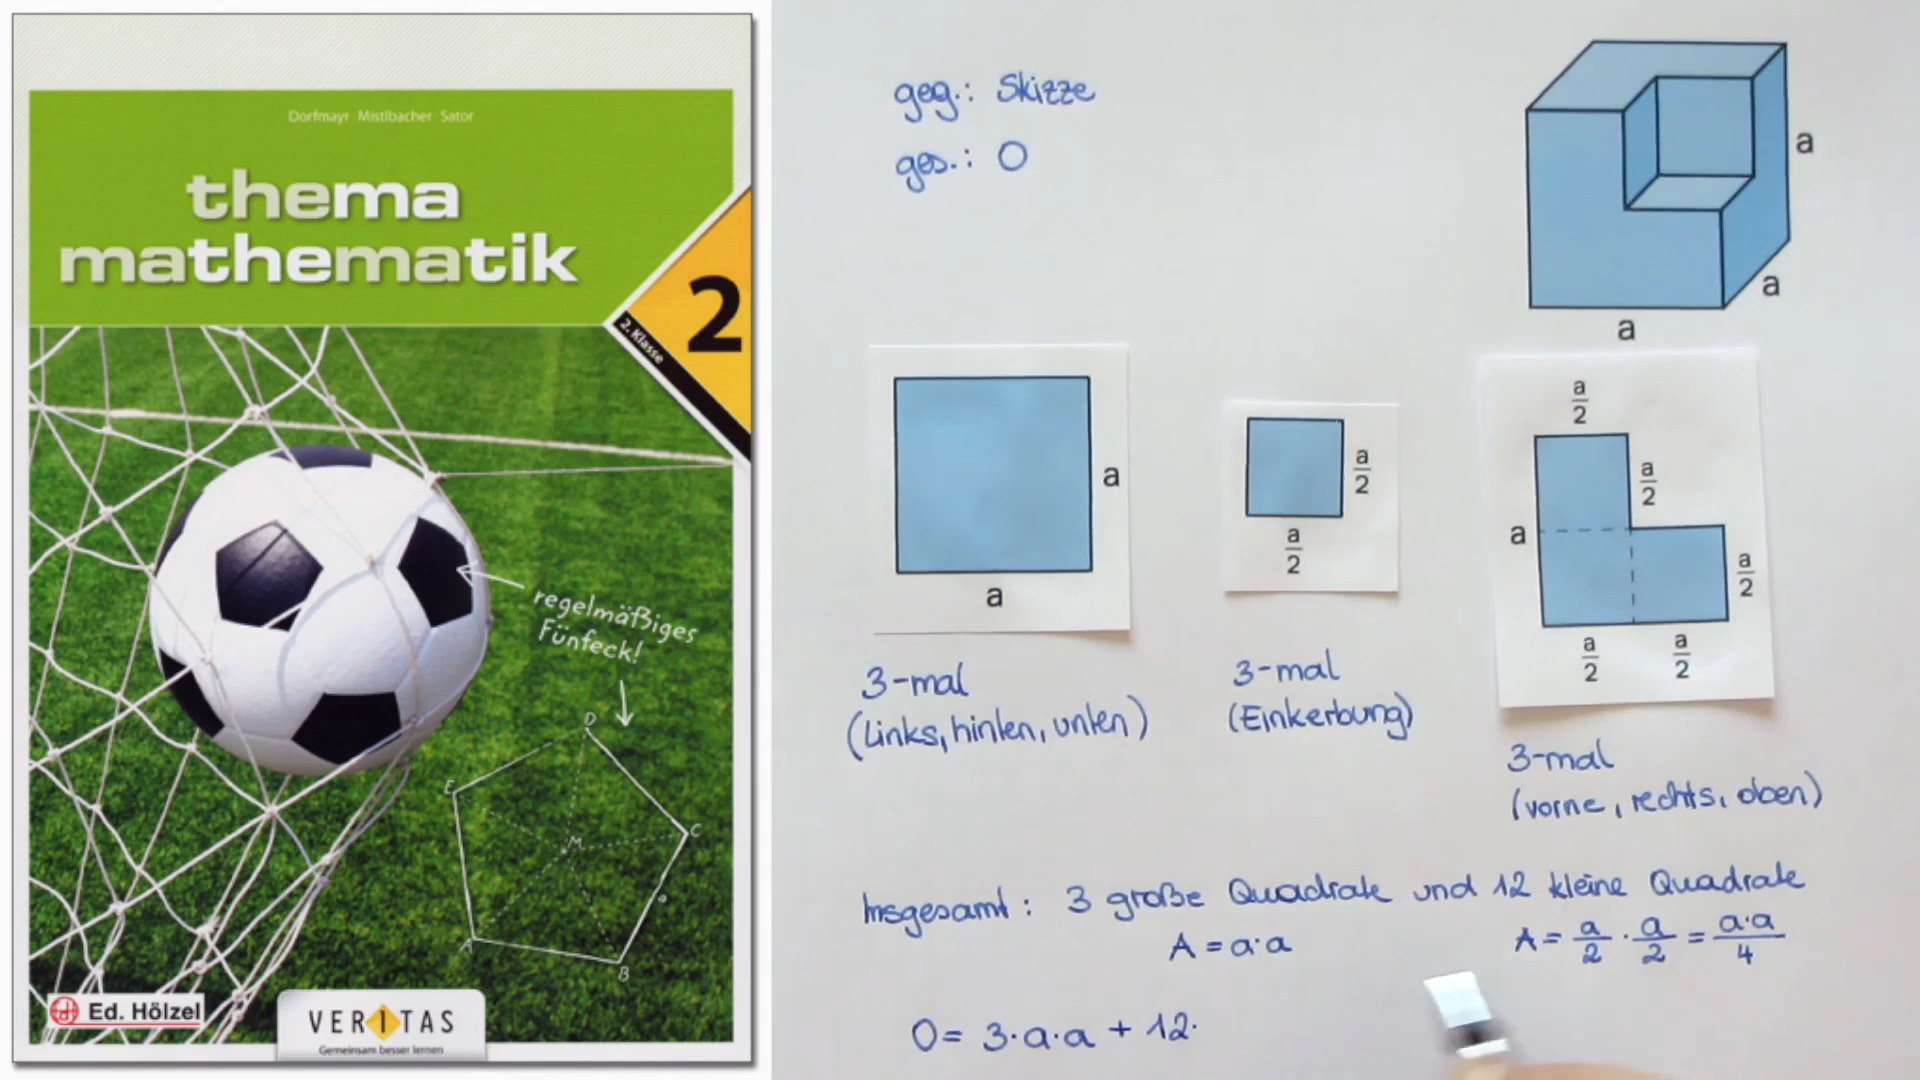 Dorfmayr Mistlbacher Sator
thema
mathematik
2
2. Klasse
regelmäßiges
Fünfeck!
D
E
C
M
a
A
B
Ed. Hölzel
VERITAS
Gemeinsam besser lernen
geg.: Skizze
ges.: O
a
a
a
a
a
3-mal
(links, hinten, unten)
a/2
a/2
3-mal
(Einkerbung)
a/2
a/2
a
a/2
a/2 a/2
3-mal
(vorne, rechts, oben)
Insgesamt: 3 große Quadrate und 12 kleine Quadrate
A = a·a A = a/2 · a/2 = a·a/4
O = 3·a·a + 12·